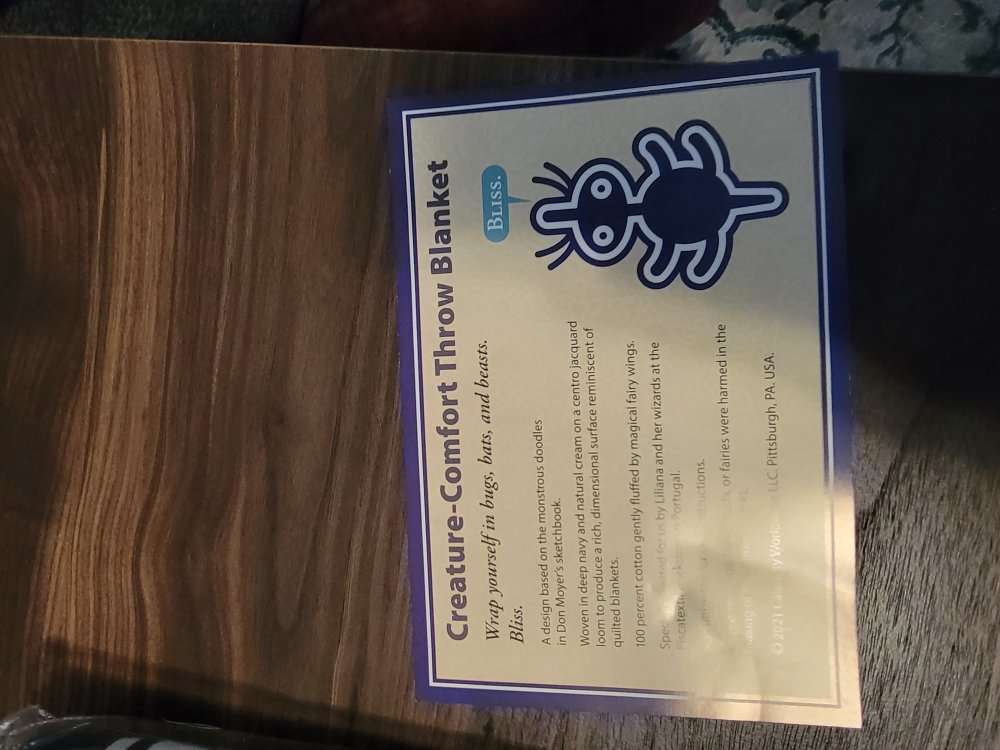 Creature-Comfort Throw Blanket
Wrap yourself in bugs, bats, and beasts.
Bliss.
BLISS.
A design based on the monstrous doodles
in Don Moyer's sketchbook.
Woven in deep navy and natural cream on a centro jacquard
loom to produce a rich, dimensional surface reminiscent of
quilted blankets.
100 percent cotton gently fluffed by magical fairy wings.
for us by Liliana and her wizards at the
Portugal.
or fairies were harmed in the
© 2021 LLC. Pittsburgh, PA. USA.